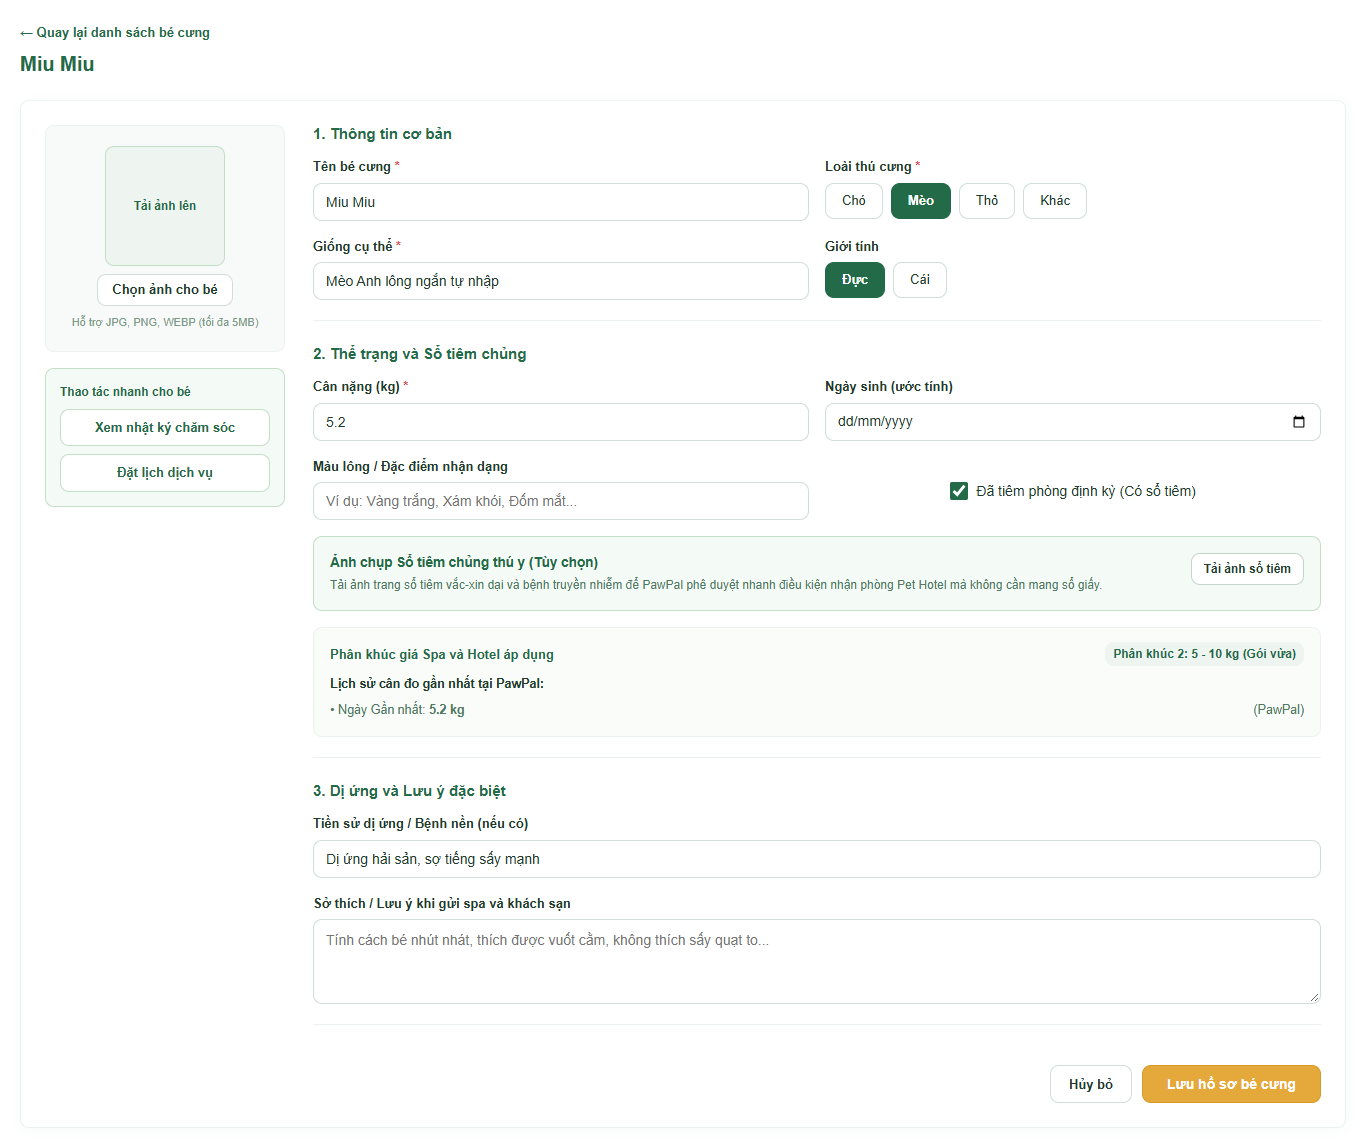 ← Quay lại danh sách bé cưng
Miu Miu
Tải ảnh lên
Chọn ảnh cho bé
Hỗ trợ JPG, PNG, WEBP (tối đa 5MB)
Thao tác nhanh cho bé
Xem nhật ký chăm sóc
Đặt lịch dịch vụ
1. Thông tin cơ bản
Tên bé cưng *
Miu Miu
Loài thú cưng *
Chó Mèo Thỏ Khác
Giống cụ thể *
Mèo Anh lông ngắn tự nhập
Giới tính
Đực Cái
2. Thể trạng và Sổ tiêm chủng
Cân nặng (kg) *
5.2
Ngày sinh (ước tính)
dd/mm/yyyy
Màu lông / Đặc điểm nhận dạng
Ví dụ: Vàng trắng, Xám khói, Đốm mắt...
Đã tiêm phòng định kỳ (Có sổ tiêm)
Ảnh chụp Sổ tiêm chủng thú y (Tùy chọn)
Tải ảnh trang sổ tiêm vắc-xin dại và bệnh truyền nhiễm để PawPal phê duyệt nhanh điều kiện nhận phòng Pet Hotel mà không cần mang sổ giấy.
Tải ảnh sổ tiêm
Phân khúc giá Spa và Hotel áp dụng
Phân khúc 2: 5 - 10 kg (Gói vừa)
Lịch sử cân đo gần nhất tại PawPal:
• Ngày Gần nhất: 5.2 kg
(PawPal)
3. Dị ứng và Lưu ý đặc biệt
Tiền sử dị ứng / Bệnh nền (nếu có)
Dị ứng hải sản, sợ tiếng sấy mạnh
Sở thích / Lưu ý khi gửi spa và khách sạn
Tính cách bé nhút nhát, thích được vuốt cằm, không thích sấy quạt to...
Hủy bỏ
Lưu hồ sơ bé cưng